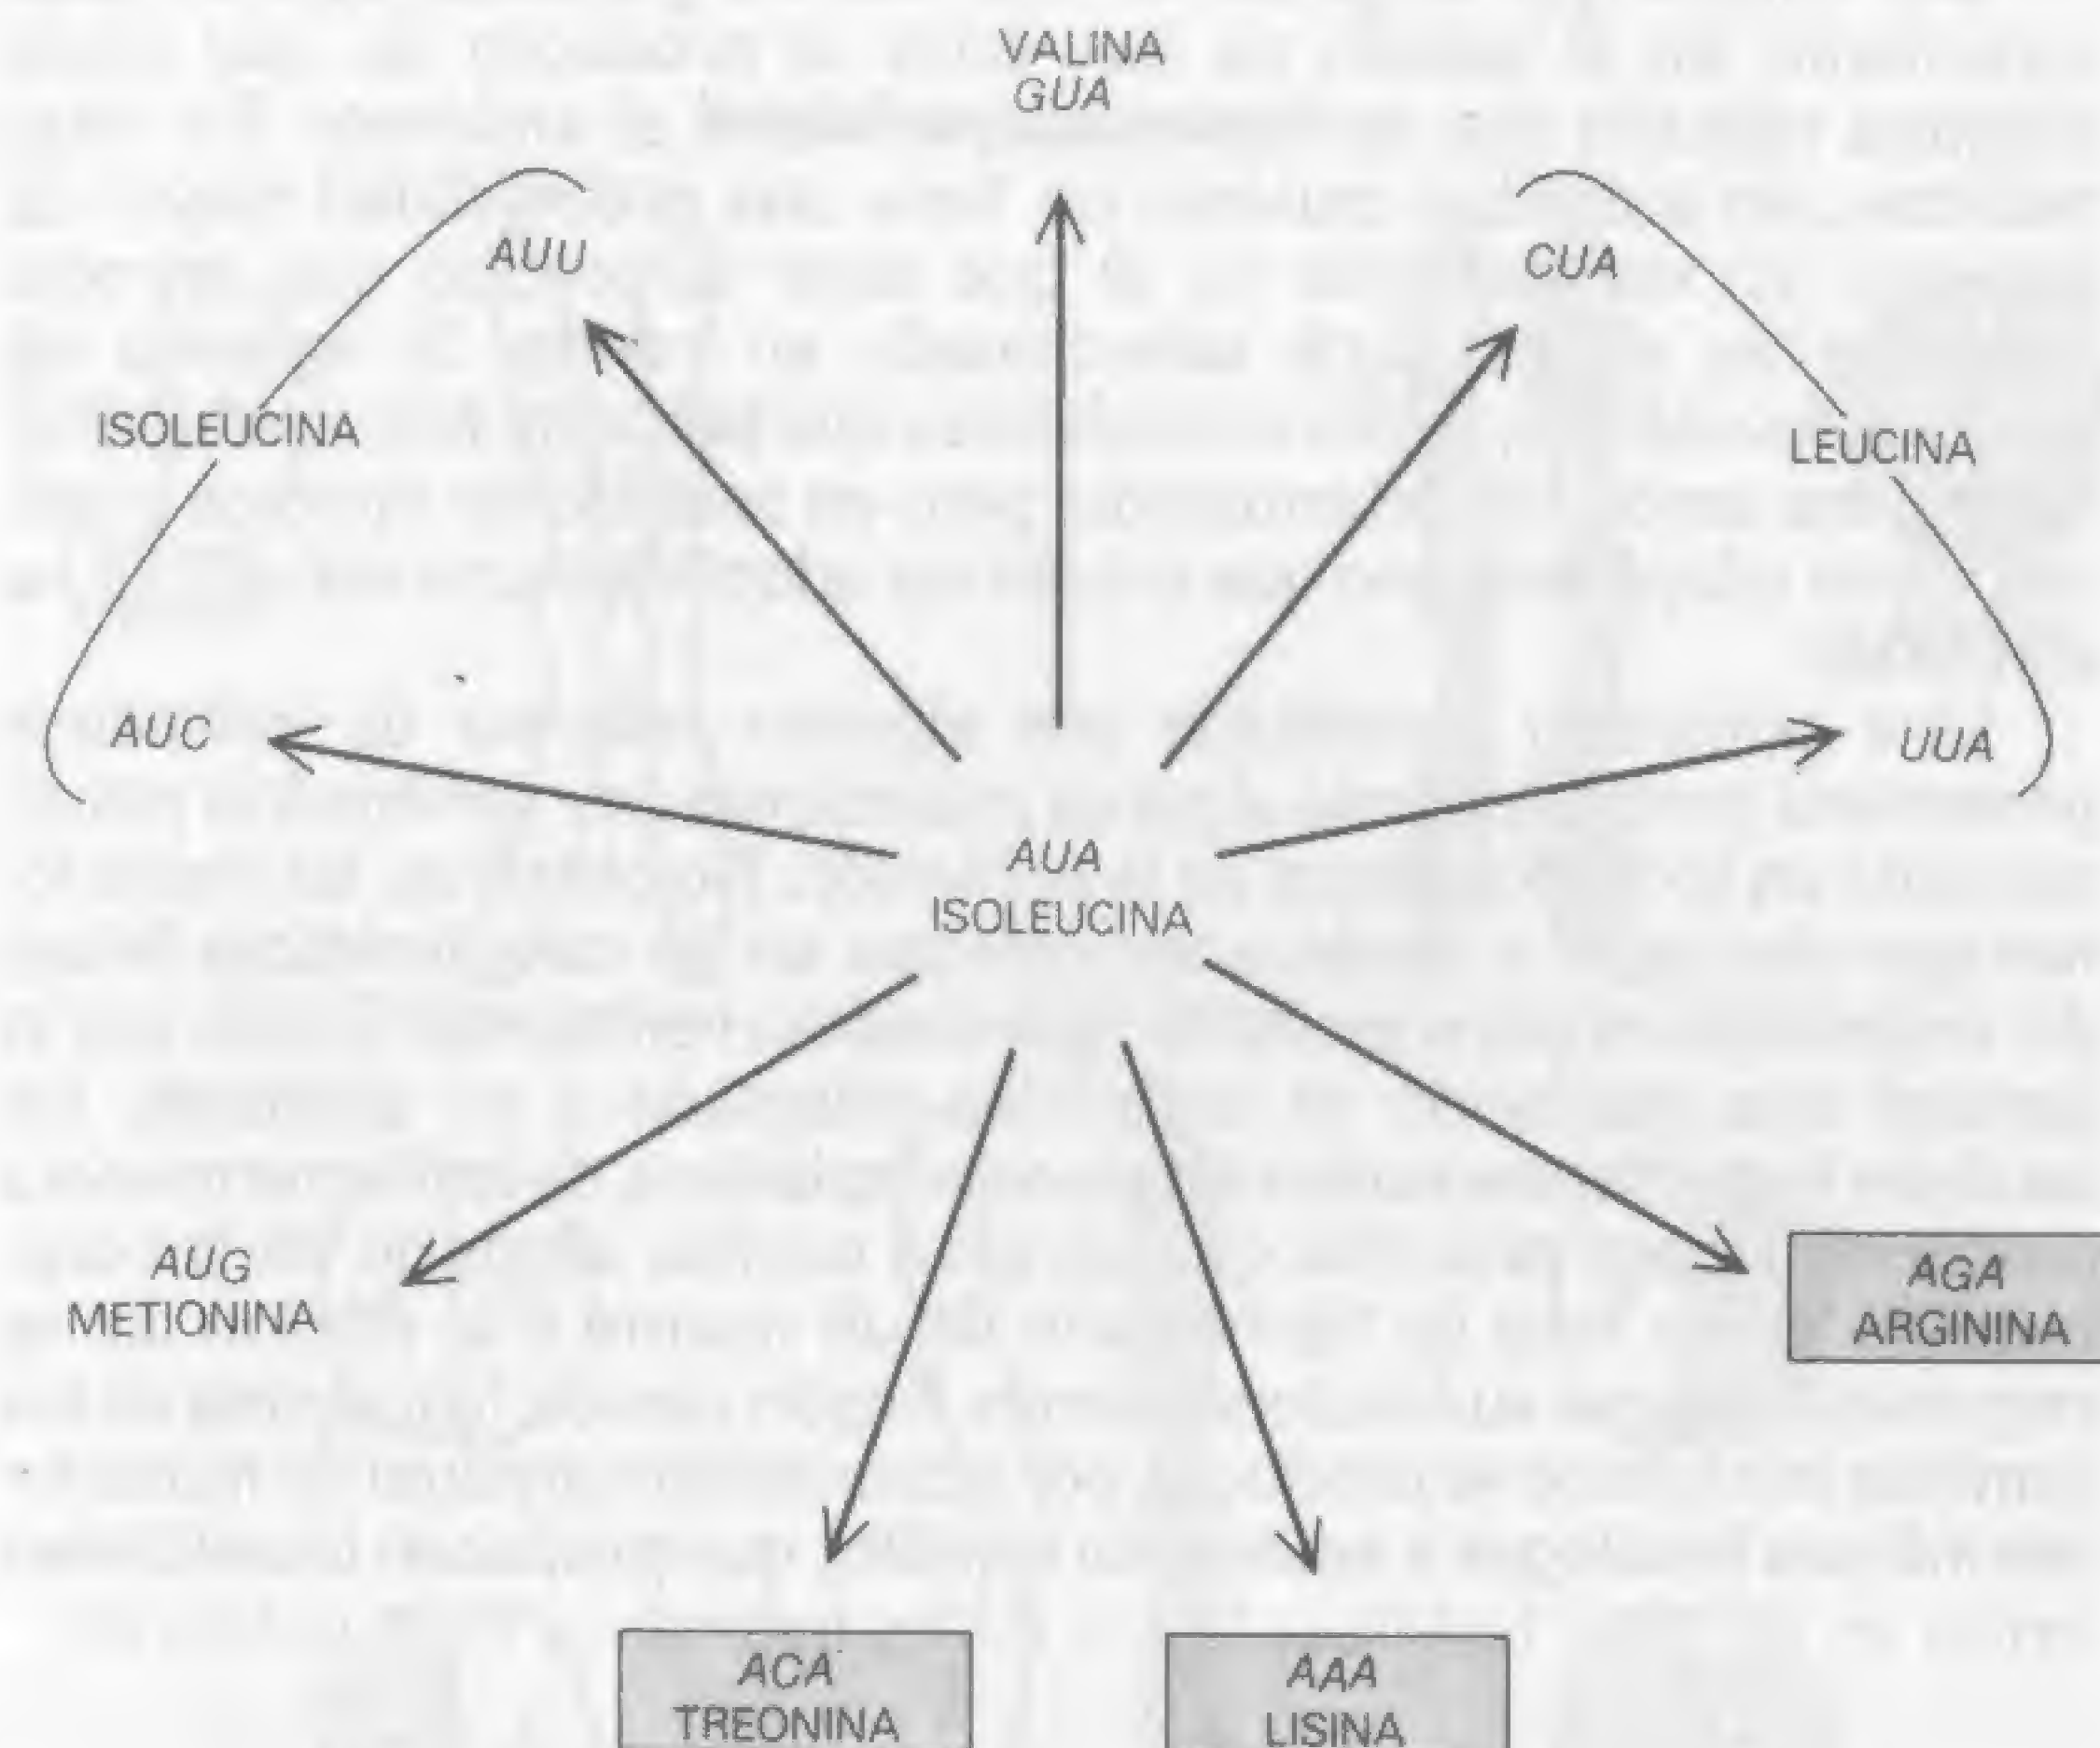 VALINA
GUA
AUU
CUA
ISOLEUCINA
LEUCINA
AUC
UUA
AUA
ISOLEUCINA
AUG
METIONINA
AGA
ARGININA
ACA
TREONINA
AAA
LISINA